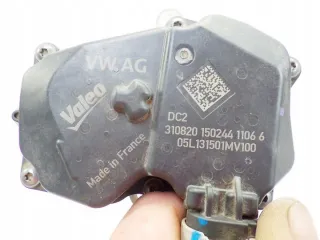 VW.AG
Valeo
Made in France
DC2
310820 150244 1106 6
05L131501MV100